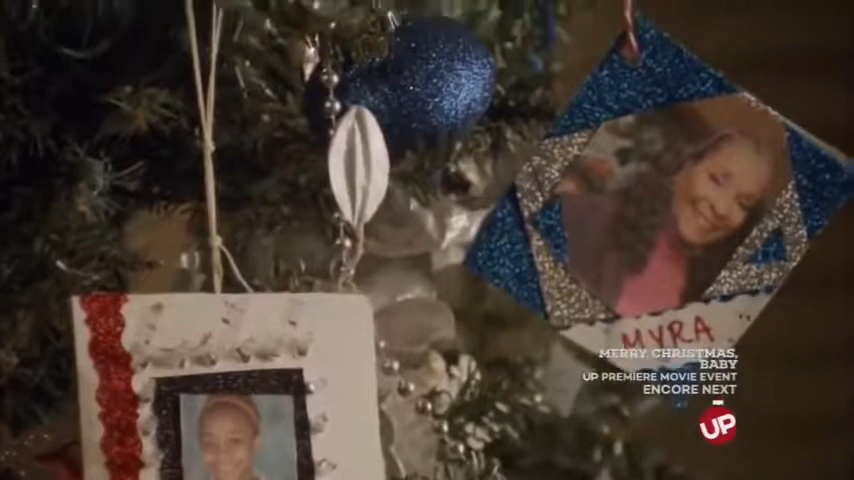 MYRA
MERRY CHRISTMAS,
BABY
UP PREMIERE MOVIE EVENT
ENCORE NEXT
UP